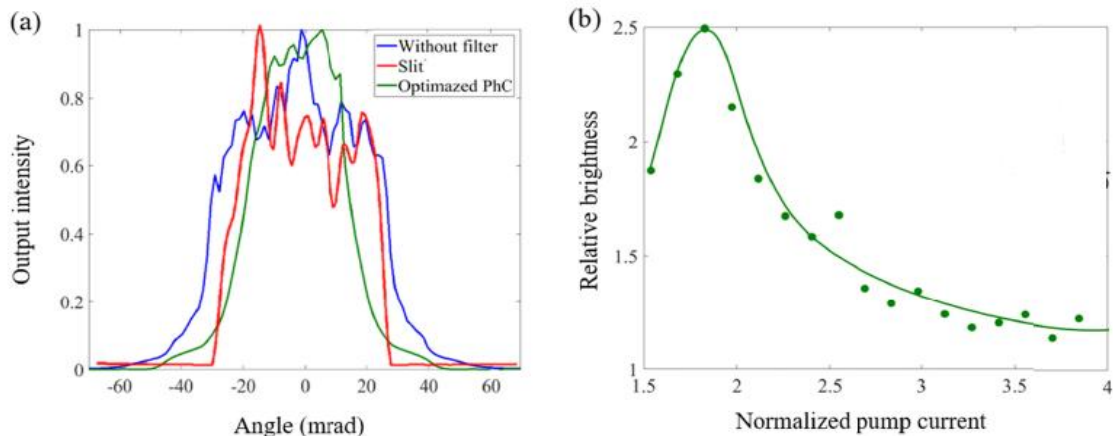 (a)
1
0.8
0.6
0.4
0.2
0
Output intensity
-60 -40 -20 0 20 40 60
Angle (mrad)
Without filter
Slit
Optimazed PhC
(b)
2.5
2
1.5
1
Relative brightness
1.5 2 2.5 3 3.5 4
Normalized pump current